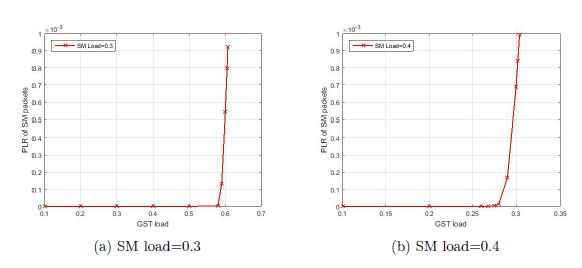 ×10⁻³
SM Load=0.3
PLR of SM packets
1
0.9
0.8
0.7
0.6
0.5
0.4
0.3
0.2
0.1
0
0.1 0.2 0.3 0.4 0.5 0.6 0.7
GST load
(a) SM load=0.3
×10⁻³
SM Load=0.4
PLR of SM packets
1
0.9
0.8
0.7
0.6
0.5
0.4
0.3
0.2
0.1
0
0.1 0.15 0.2 0.25 0.3 0.35
GST load
(b) SM load=0.4